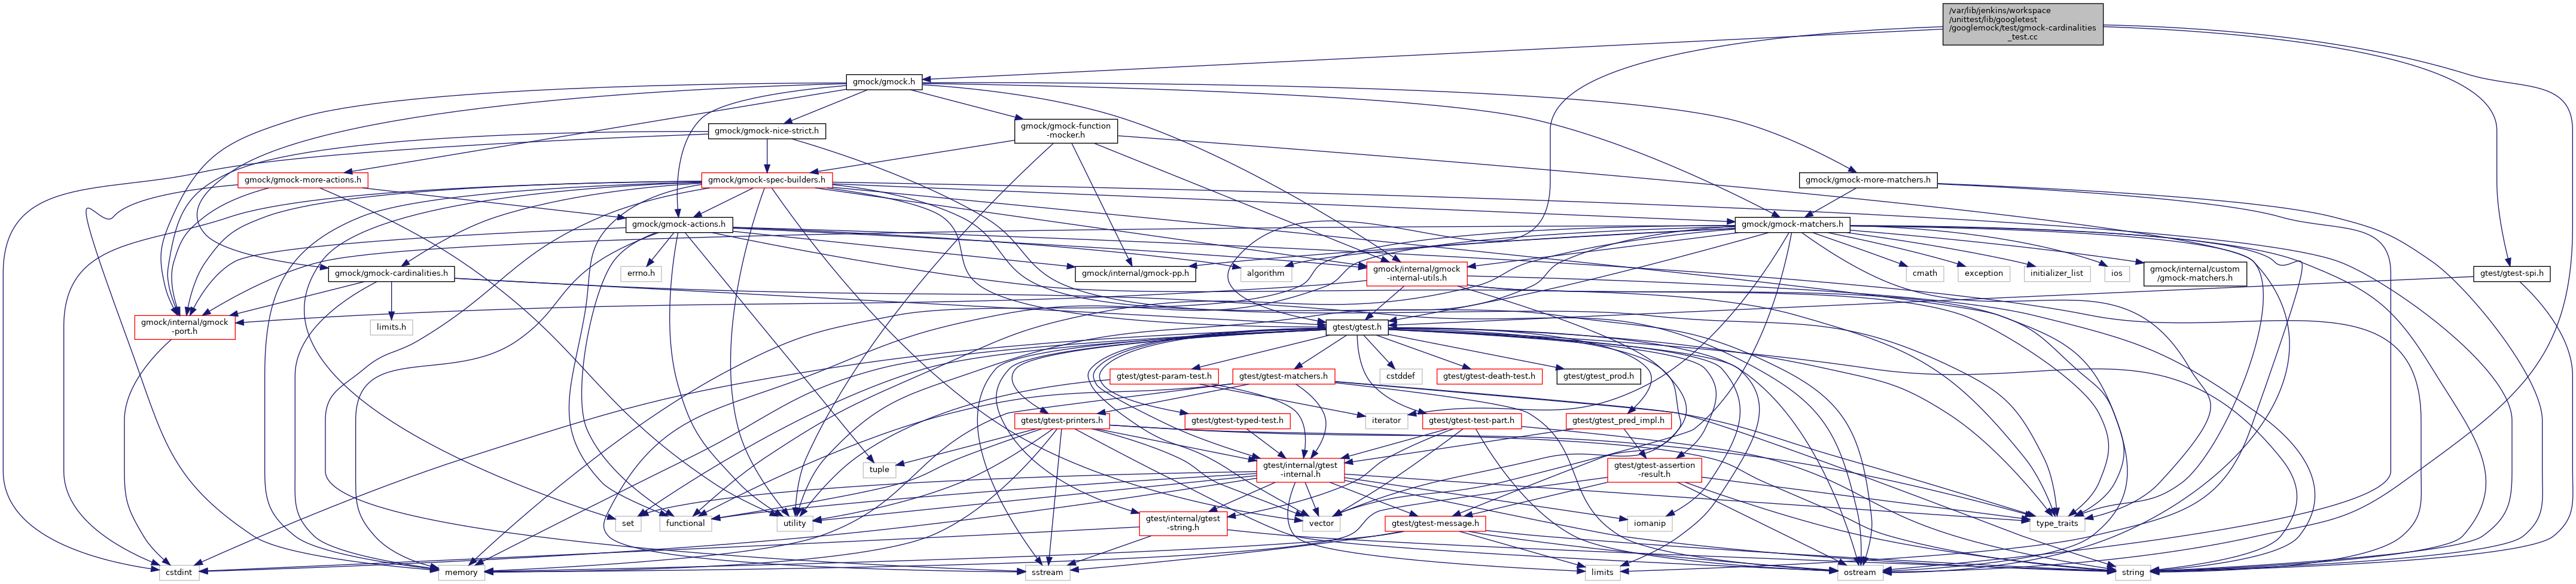 /var/lib/jenkins/workspace
/unittest/lib/googletest
/googlemock/test/gmock-cardinalities
_test.cc
gmock/gmock.h
gmock/gmock-nice-strict.h
gmock/gmock-function
-mocker.h
gmock/gmock-more-actions.h
gmock/gmock-spec-builders.h
gmock/gmock-more-matchers.h
gmock/gmock-actions.h
gmock/gmock-matchers.h
gmock/gmock-cardinalities.h
errno.h
gmock/internal/gmock-pp.h
algorithm
gmock/internal/gmock
-internal-utils.h
cmath
exception
initializer_list
ios
gmock/internal/custom
/gmock-matchers.h
gtest/gtest-spi.h
gmock/internal/gmock
-port.h
limits.h
gtest/gtest.h
gtest/gtest-param-test.h
gtest/gtest-matchers.h
cstddef
gtest/gtest-death-test.h
gtest/gtest_prod.h
gtest/gtest-printers.h
gtest/gtest-typed-test.h
iterator
gtest/gtest-test-part.h
gtest/gtest_pred_impl.h
tuple
gtest/internal/gtest
-internal.h
gtest/gtest-assertion
-result.h
set
functional
utility
gtest/internal/gtest
-string.h
vector
gtest/gtest-message.h
iomanip
type_traits
cstdint
memory
sstream
limits
ostream
string